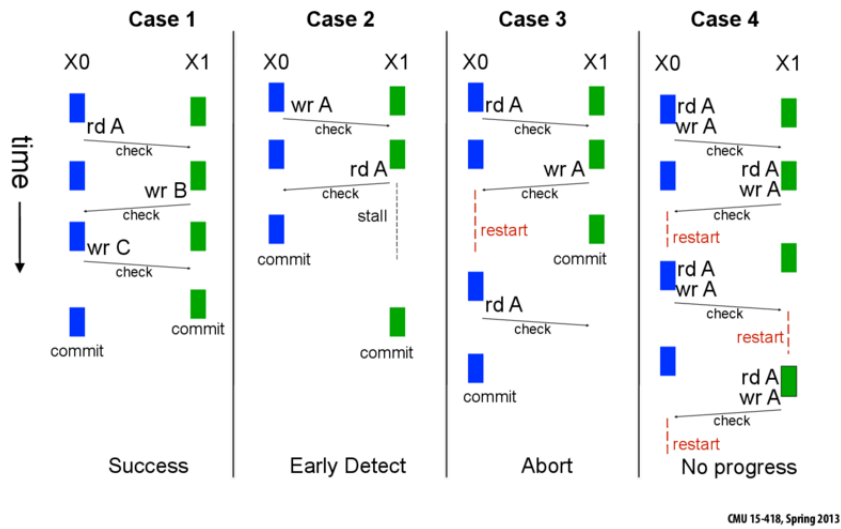 Case 1
Case 2
Case 3
Case 4
X0 X1
X0 X1
X0 X1
X0 X1
time
rd A
check
wr B
check
wr C
check
commit
commit
Success
wr A
check
rd A
check
stall
commit
commit
Early Detect
rd A
check
wr A
check
restart
commit
rd A
check
commit
Abort
rd A
wr A
check
rd A
wr A
check
restart
rd A
wr A
check
restart
rd A
wr A
check
restart
No progress
CMU 15-418, Spring 2013